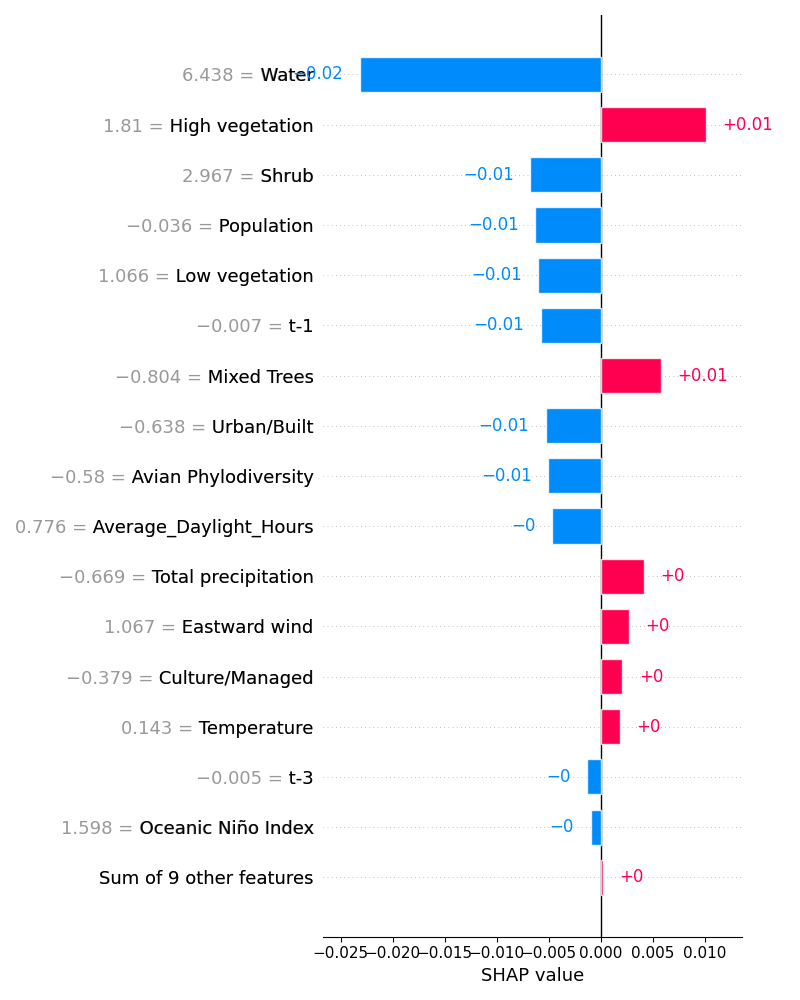 6.438 = Water −0.02
1.81 = High vegetation +0.01
2.967 = Shrub −0.01
−0.036 = Population −0.01
1.066 = Low vegetation −0.01
−0.007 = t-1 −0.01
−0.804 = Mixed Trees +0.01
−0.638 = Urban/Built −0.01
−0.58 = Avian Phylodiversity −0.01
0.776 = Average_Daylight_Hours −0
−0.669 = Total precipitation +0
1.067 = Eastward wind +0
−0.379 = Culture/Managed +0
0.143 = Temperature +0
−0.005 = t-3 −0
1.598 = Oceanic Niño Index −0
Sum of 9 other features +0
−0.025 −0.020 −0.015 −0.010 −0.005 0.000 0.005 0.010
SHAP value